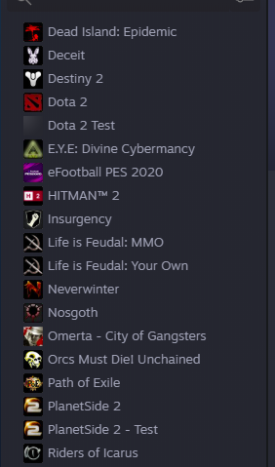 Dead Island: Epidemic
Deceit
Destiny 2
Dota 2
Dota 2 Test
E.Y.E: Divine Cybermancy
eFootball PES 2020
HITMAN™ 2
Insurgency
Life is Feudal: MMO
Life is Feudal: Your Own
Neverwinter
Nosgoth
Omerta - City of Gangsters
Orcs Must Die! Unchained
Path of Exile
PlanetSide 2
PlanetSide 2 - Test
Riders of Icarus